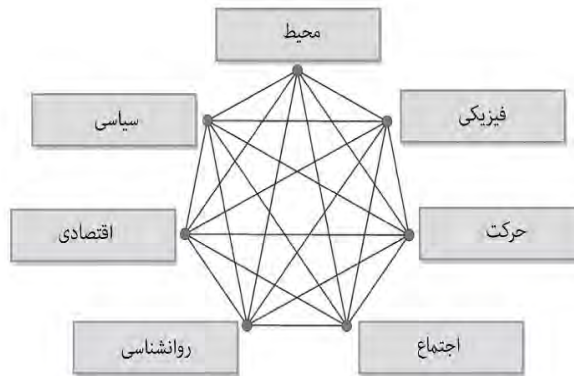 محیط
فیزیکی
سیاسی
حرکت
اقتصادی
اجتماع
روانشناسی